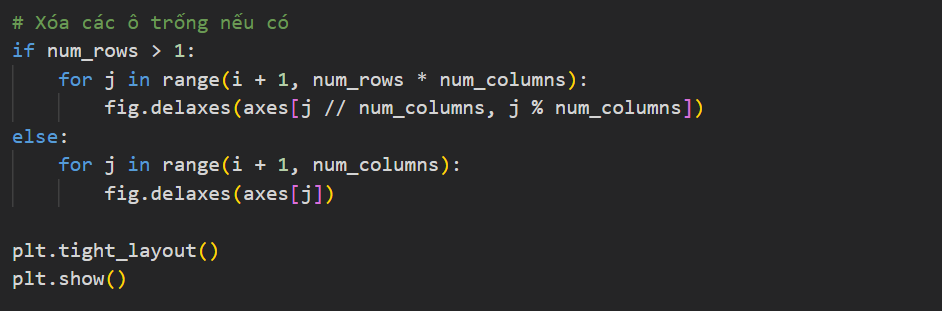 # Xóa các ô trống nếu có
if num_rows > 1:
    for j in range(i + 1, num_rows * num_columns):
        fig.delaxes(axes[j // num_columns, j % num_columns])
else:
    for j in range(i + 1, num_columns):
        fig.delaxes(axes[j])

plt.tight_layout()
plt.show()